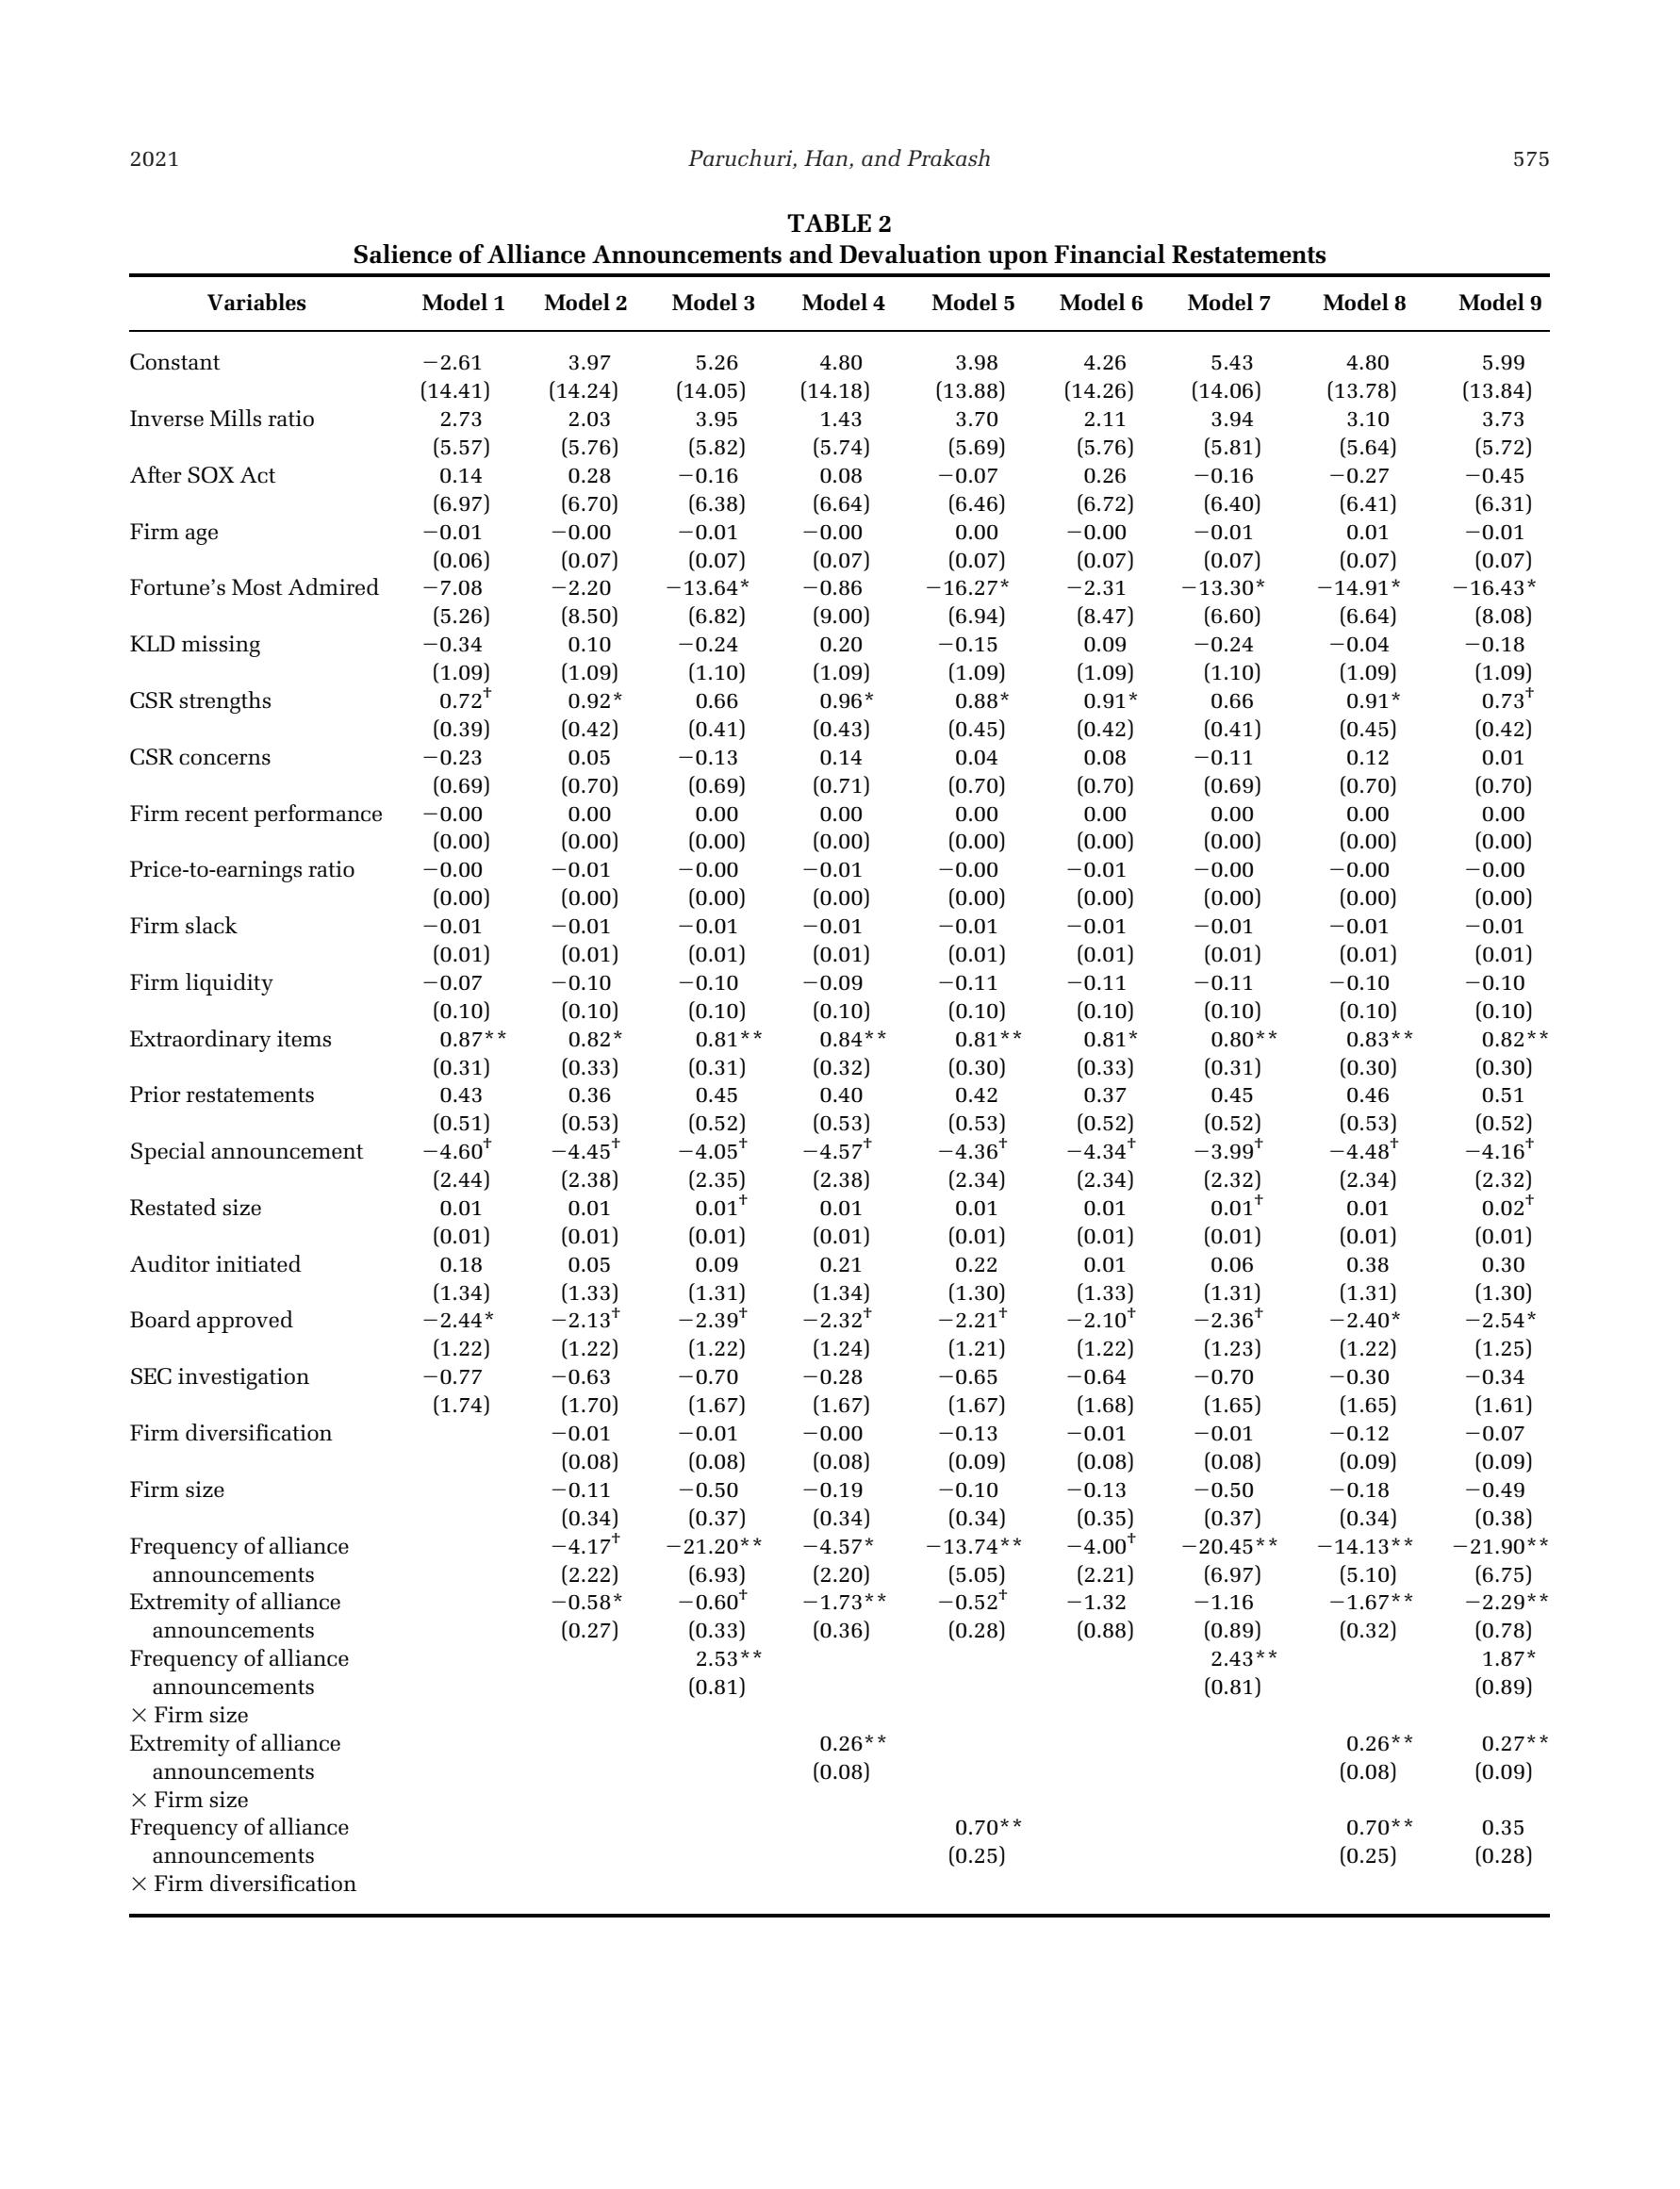 2021 Paruchuri, Han, and Prakash 575
TABLE 2
Salience of Alliance Announcements and Devaluation upon Financial Restatements
Variables Model 1 Model 2 Model 3 Model 4 Model 5 Model 6 Model 7 Model 8 Model 9
Constant −2.61 3.97 5.26 4.80 3.98 4.26 5.43 4.80 5.99
(14.41) (14.24) (14.05) (14.18) (13.88) (14.26) (14.06) (13.78) (13.84)
Inverse Mills ratio 2.73 2.03 3.95 1.43 3.70 2.11 3.94 3.10 3.73
(5.57) (5.76) (5.82) (5.74) (5.69) (5.76) (5.81) (5.64) (5.72)
After SOX Act 0.14 0.28 −0.16 0.08 −0.07 0.26 −0.16 −0.27 −0.45
(6.97) (6.70) (6.38) (6.64) (6.46) (6.72) (6.40) (6.41) (6.31)
Firm age −0.01 −0.00 −0.01 −0.00 0.00 −0.00 −0.01 0.01 −0.01
(0.06) (0.07) (0.07) (0.07) (0.07) (0.07) (0.07) (0.07) (0.07)
Fortune’s Most Admired −7.08 −2.20 −13.64* −0.86 −16.27* −2.31 −13.30* −14.91* −16.43*
(5.26) (8.50) (6.82) (9.00) (6.94) (8.47) (6.60) (6.64) (8.08)
KLD missing −0.34 0.10 −0.24 0.20 −0.15 0.09 −0.24 −0.04 −0.18
(1.09) (1.09) (1.10) (1.09) (1.09) (1.09) (1.10) (1.09) (1.09)
CSR strengths 0.72† 0.92* 0.66 0.96* 0.88* 0.91* 0.66 0.91* 0.73†
(0.39) (0.42) (0.41) (0.43) (0.45) (0.42) (0.41) (0.45) (0.42)
CSR concerns −0.23 0.05 −0.13 0.14 0.04 0.08 −0.11 0.12 0.01
(0.69) (0.70) (0.69) (0.71) (0.70) (0.70) (0.69) (0.70) (0.70)
Firm recent performance −0.00 0.00 0.00 0.00 0.00 0.00 0.00 0.00 0.00
(0.00) (0.00) (0.00) (0.00) (0.00) (0.00) (0.00) (0.00) (0.00)
Price-to-earnings ratio −0.00 −0.01 −0.00 −0.01 −0.00 −0.01 −0.00 −0.00 −0.00
(0.00) (0.00) (0.00) (0.00) (0.00) (0.00) (0.00) (0.00) (0.00)
Firm slack −0.01 −0.01 −0.01 −0.01 −0.01 −0.01 −0.01 −0.01 −0.01
(0.01) (0.01) (0.01) (0.01) (0.01) (0.01) (0.01) (0.01) (0.01)
Firm liquidity −0.07 −0.10 −0.10 −0.09 −0.11 −0.11 −0.11 −0.10 −0.10
(0.10) (0.10) (0.10) (0.10) (0.10) (0.10) (0.10) (0.10) (0.10)
Extraordinary items 0.87** 0.82* 0.81** 0.84** 0.81** 0.81* 0.80** 0.83** 0.82**
(0.31) (0.33) (0.31) (0.32) (0.30) (0.33) (0.31) (0.30) (0.30)
Prior restatements 0.43 0.36 0.45 0.40 0.42 0.37 0.45 0.46 0.51
(0.51) (0.53) (0.52) (0.53) (0.53) (0.52) (0.52) (0.53) (0.52)
Special announcement −4.60† −4.45† −4.05† −4.57† −4.36† −4.34† −3.99† −4.48† −4.16†
(2.44) (2.38) (2.35) (2.38) (2.34) (2.34) (2.32) (2.34) (2.32)
Restated size 0.01 0.01 0.01† 0.01 0.01 0.01 0.01† 0.01 0.02†
(0.01) (0.01) (0.01) (0.01) (0.01) (0.01) (0.01) (0.01) (0.01)
Auditor initiated 0.18 0.05 0.09 0.21 0.22 0.01 0.06 0.38 0.30
(1.34) (1.33) (1.31) (1.34) (1.30) (1.33) (1.31) (1.31) (1.30)
Board approved −2.44* −2.13† −2.39† −2.32† −2.21† −2.10† −2.36† −2.40* −2.54*
(1.22) (1.22) (1.22) (1.24) (1.21) (1.22) (1.23) (1.22) (1.25)
SEC investigation −0.77 −0.63 −0.70 −0.28 −0.65 −0.64 −0.70 −0.30 −0.34
(1.74) (1.70) (1.67) (1.67) (1.67) (1.68) (1.65) (1.65) (1.61)
Firm diversification −0.01 −0.01 −0.00 −0.13 −0.01 −0.01 −0.12 −0.07
(0.08) (0.08) (0.08) (0.09) (0.08) (0.08) (0.09) (0.09)
Firm size −0.11 −0.50 −0.19 −0.10 −0.13 −0.50 −0.18 −0.49
(0.34) (0.37) (0.34) (0.34) (0.35) (0.37) (0.34) (0.38)
Frequency of alliance −4.17† −21.20** −4.57* −13.74** −4.00† −20.45** −14.13** −21.90**
announcements (2.22) (6.93) (2.20) (5.05) (2.21) (6.97) (5.10) (6.75)
Extremity of alliance −0.58* −0.60† −1.73** −0.52† −1.32 −1.16 −1.67** −2.29**
announcements (0.27) (0.33) (0.36) (0.28) (0.88) (0.89) (0.32) (0.78)
Frequency of alliance 2.53** 2.43** 1.87*
announcements (0.81) (0.81) (0.89)
× Firm size
Extremity of alliance 0.26** 0.26** 0.27**
announcements (0.08) (0.08) (0.09)
× Firm size
Frequency of alliance 0.70** 0.70** 0.35
announcements (0.25) (0.25) (0.28)
× Firm diversification